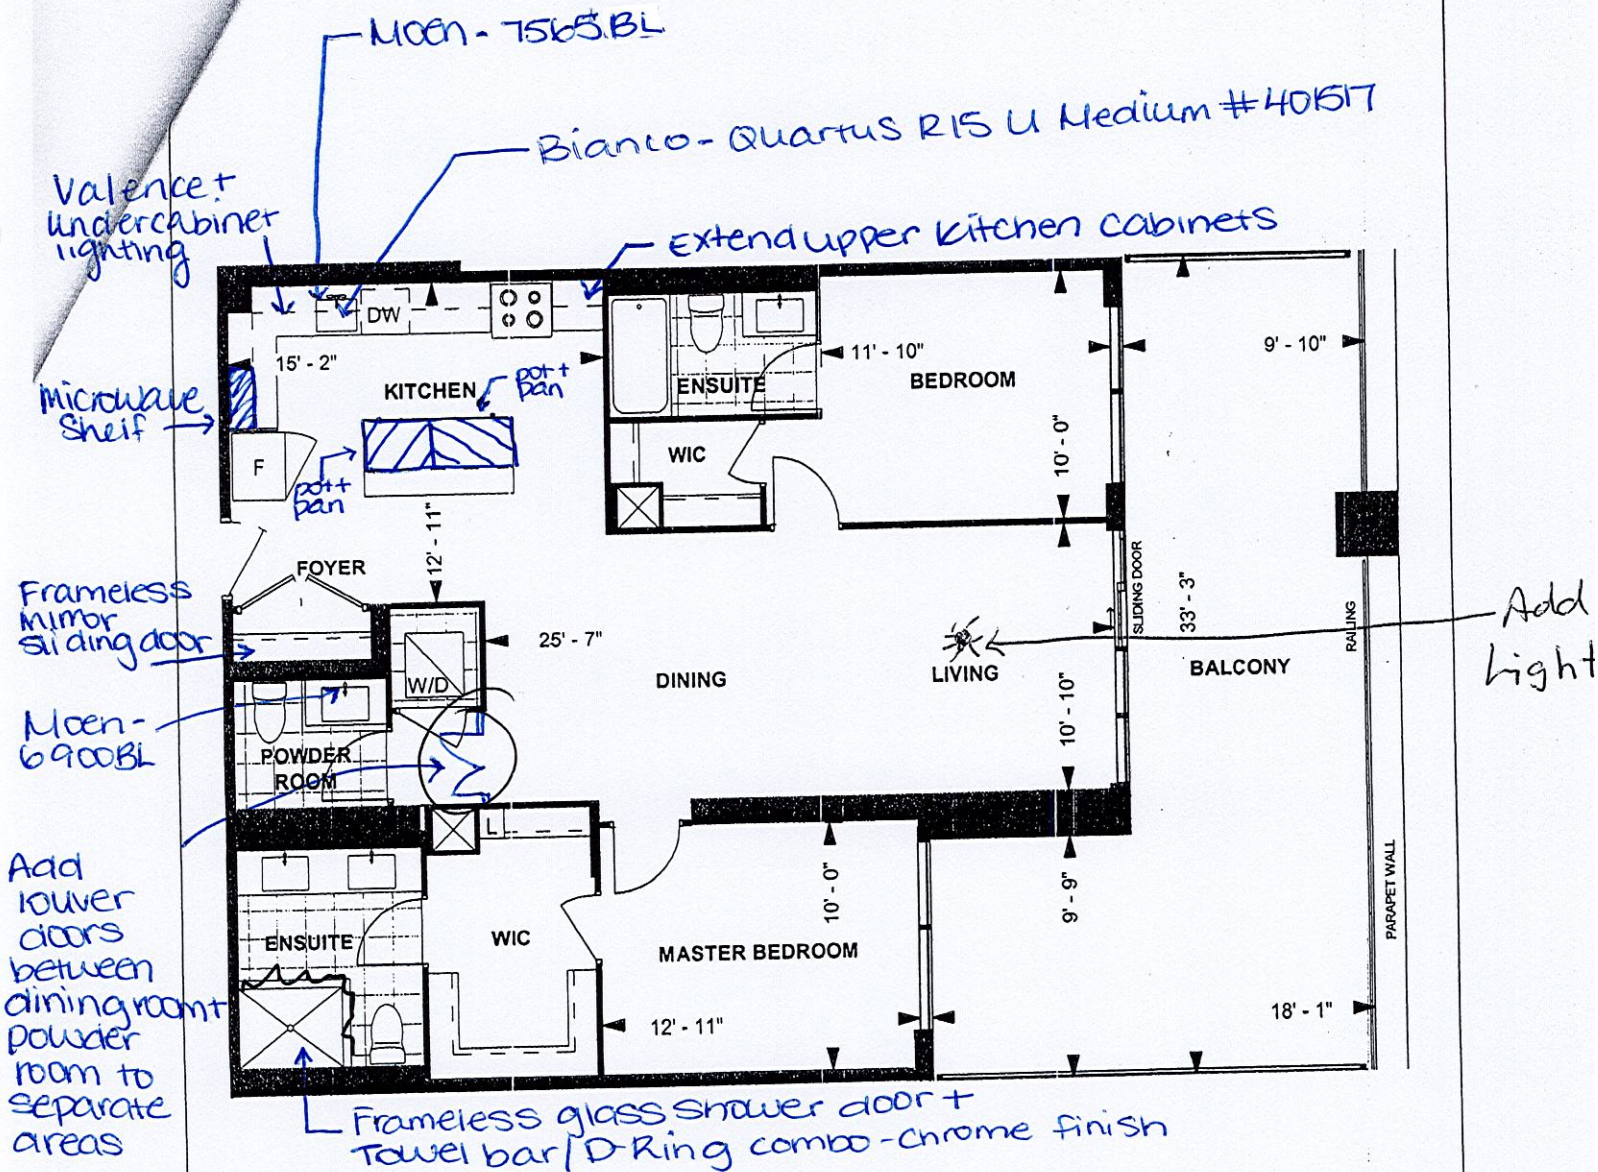 Moen - 7565BL
Bianco - Quartus R15 U Medium #401517
Valence +
undercabinet
lighting
Extend upper kitchen cabinets
DW
15' - 2"
11' - 10"
9' - 10"
KITCHEN
pot +
pan
ENSUITE
BEDROOM
Microwave
Shelf
F
WIC
10' - 0"
pot +
pan
12' - 11"
FOYER
SLIDING DOOR
33' - 3"
RAILING
Frameless
mirror
sliding door
25' - 7"
Add
Light
W/D
DINING
LIVING
BALCONY
Moen -
6900BL
POWDER
ROOM
10' - 10"
L
Add
louver
doors
between
dining room +
powder
room to
separate
areas
10' - 0"
9' - 9"
PARAPET WALL
ENSUITE
WIC
MASTER BEDROOM
12' - 11"
18' - 1"
Frameless glass shower door +
Towel bar/D-Ring combo - chrome finish